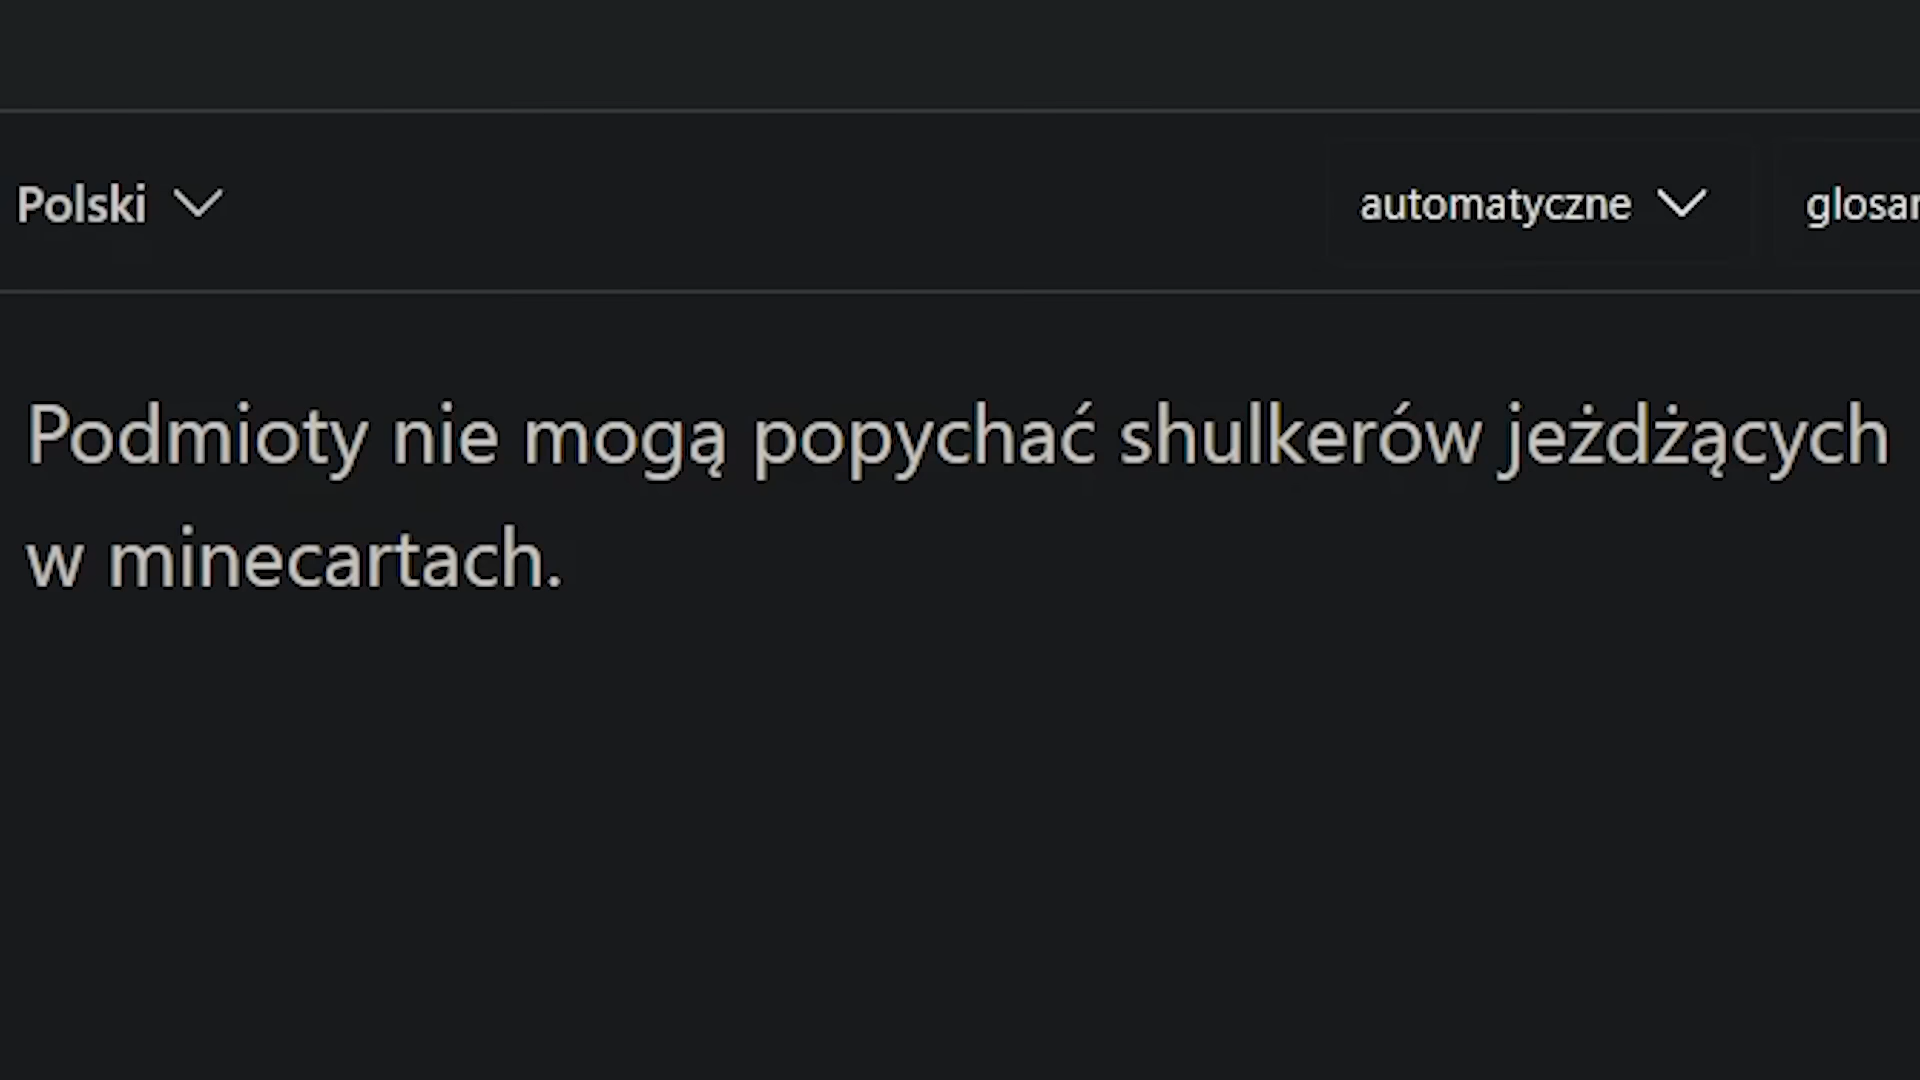 Polski automatyczne glosar
Podmioty nie mogą popychać shulkerów jeżdżących
w minecartach.